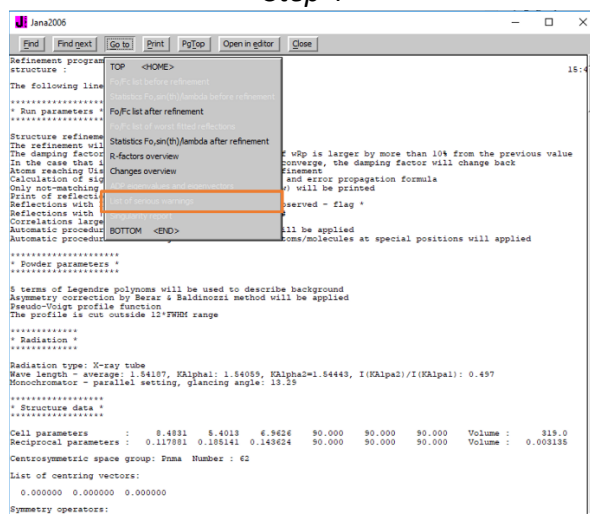 Step 4
Jana2006
Find Find next Go to Print PgTop Open in editor Close
Refinement program
structure : 15:4
TOP <HOME>
Fo/Fc list before refinement
Statistics Fo,sin(th)/lambda before refinement
Fo/Fc list after refinement
Fo/Fc list of worst fitted reflections
Statistics Fo,sin(th)/lambda after refinement
R-factors overview
Changes overview
ADP eigenvalues and eigenvectors
List of serious warnings
Singularity report
BOTTOM <END>
The following line
* Run parameters *
Structure refineme
The refinement wil
The damping factor f wRp is larger by more than 10% from the previous value
In the case that i converge, the damping factor will change back
Atoms reaching Uis finement
Calculation of sig and error propagation formula
Only not-matching w) will be printed
Print of reflecti
Reflections with served - flag *
Reflections with
Correlations large
Automatic procedur ill be applied
Automatic procedur toms/molecules at special positions will applied
*********************
* Powder parameters *
*********************
5 terms of Legendre polynoms will be used to describe background
Asymmetry correction by Berar & Baldinozzi method will be applied
Pseudo-Voigt profile function
The profile is cut outside 12*FWHM range
*************
* Radiation *
*************
Radiation type: X-ray tube
Wave length - average: 1.54187, KAlpha1: 1.54059, KAlpha2=1.54443, I(KAlpa2)/I(KAlpa1): 0.497
Monochromator - parallel setting, glancing angle: 13.29
******************
* Structure data *
******************
Cell parameters : 8.4831 5.4013 6.9626 90.000 90.000 90.000 Volume : 319.0
Reciprocal parameters : 0.117881 0.185141 0.143624 90.000 90.000 90.000 Volume : 0.003135
Centrosymmetric space group: Pnma Number : 62
List of centring vectors:
0.000000 0.000000 0.000000
Symmetry operators: